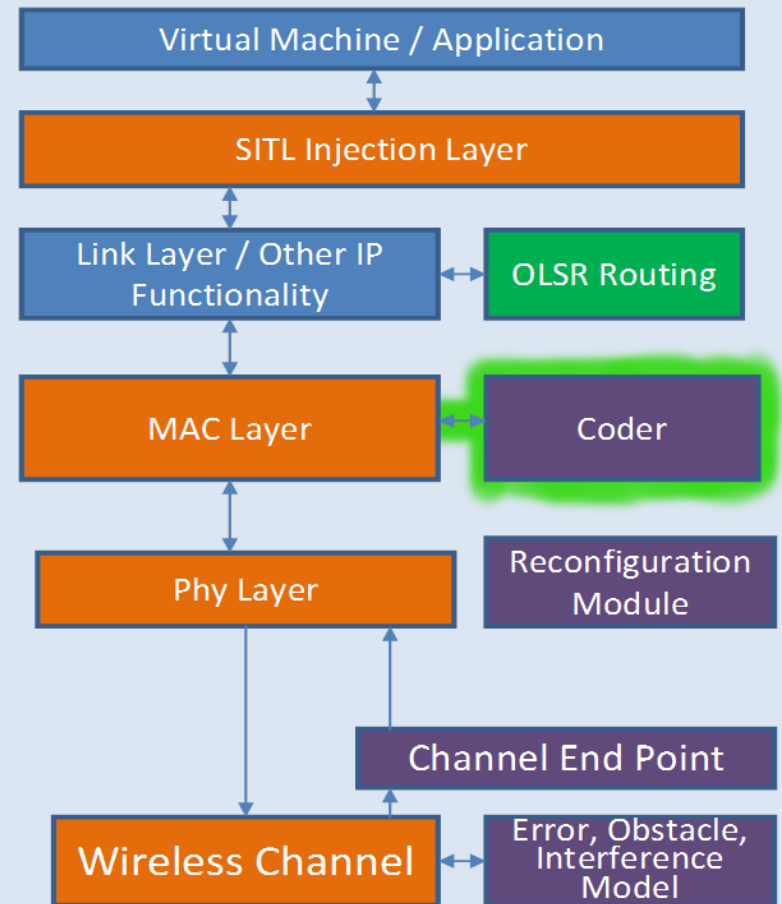 Virtual Machine / Application
SITL Injection Layer
Link Layer / Other IP
Functionality
OLSR Routing
MAC Layer
Coder
Phy Layer
Reconfiguration
Module
Channel End Point
Wireless Channel
Error, Obstacle,
Interference
Model